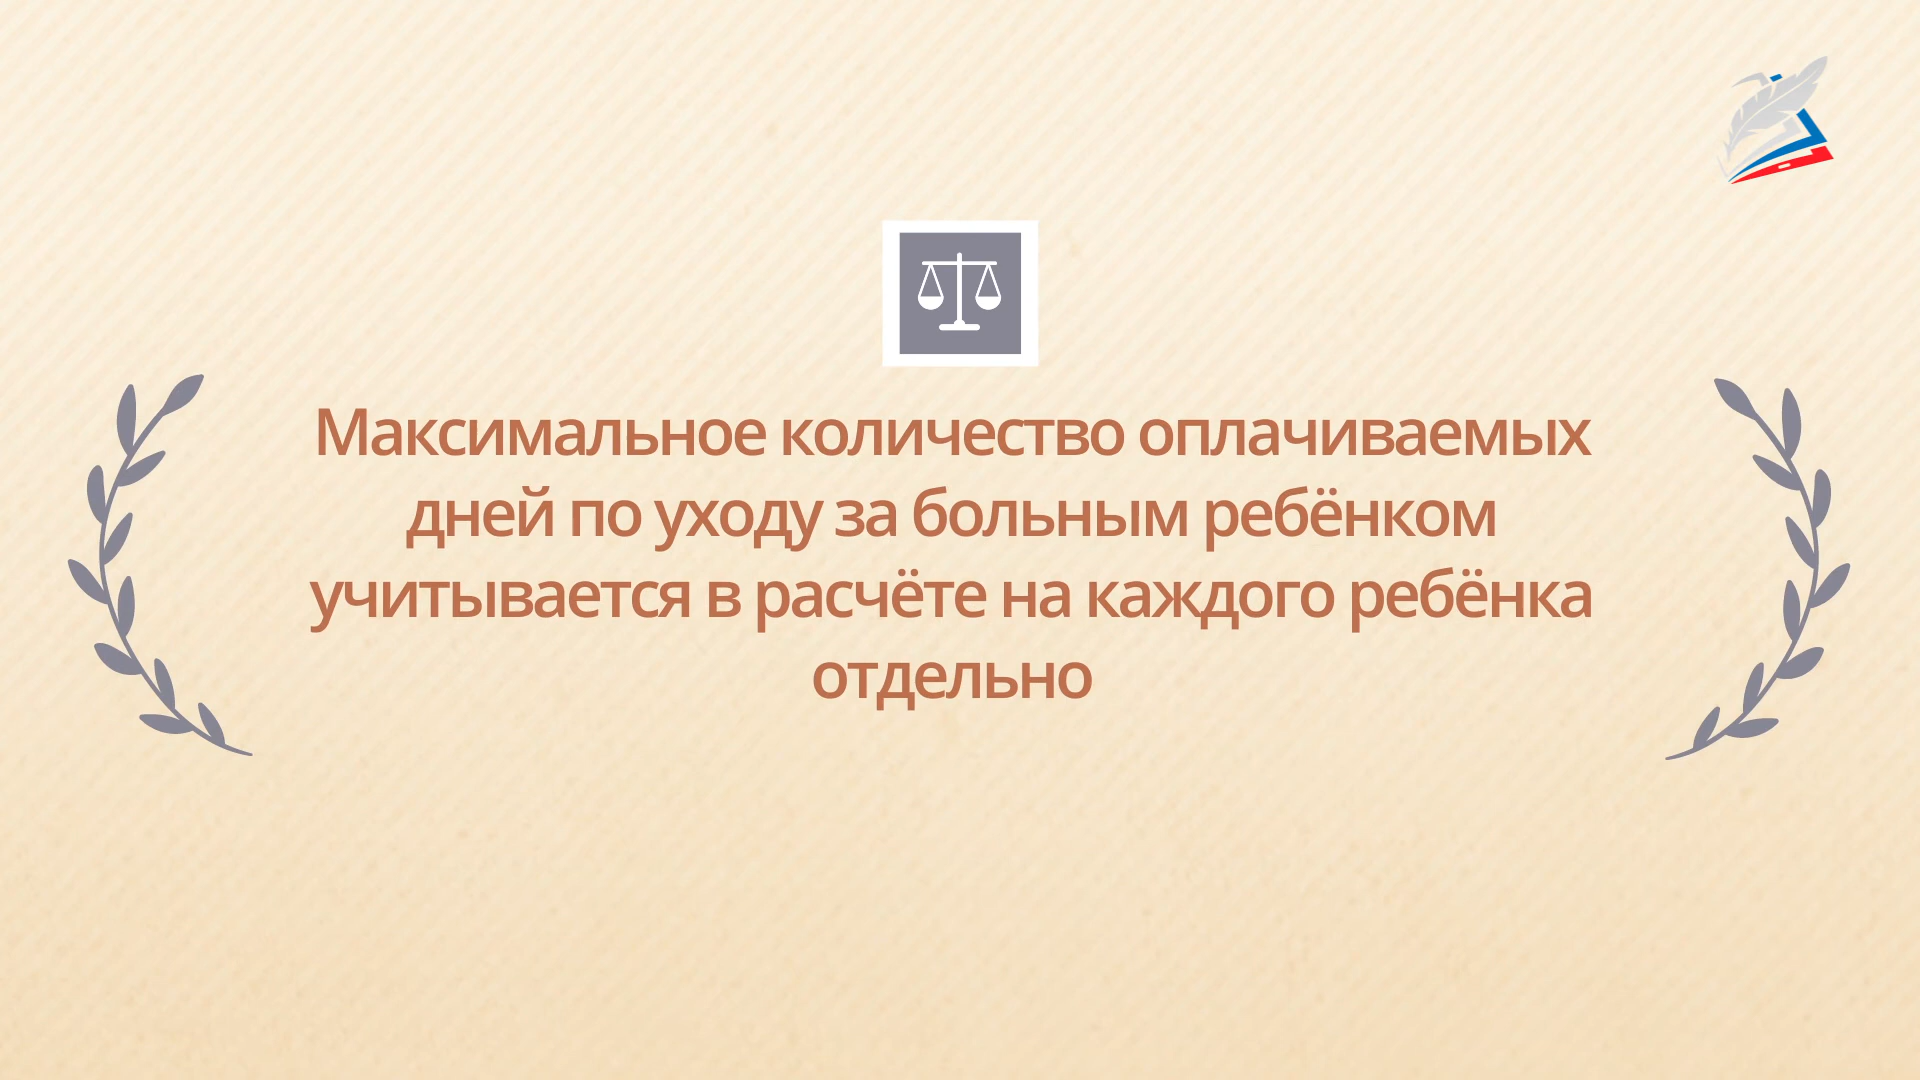 Максимальное количество оплачиваемых
дней по уходу за больным ребёнком
учитывается в расчёте на каждого ребёнка
отдельно